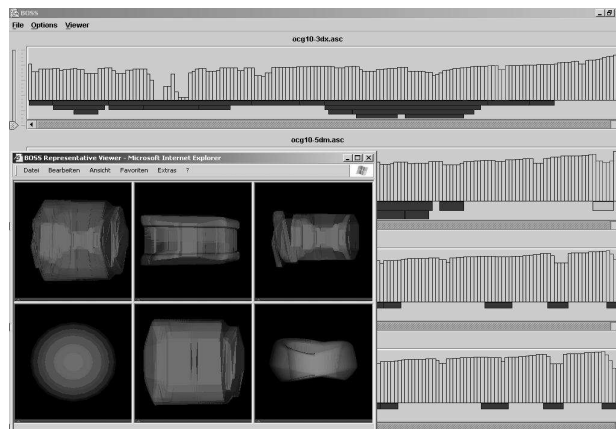 BOSS
File Options Viewer
ocg10-3dx.asc
ocg10-5dm.asc
BOSS Representative Viewer - Microsoft Internet Explorer
Datei Bearbeiten Ansicht Favoriten Extras ?